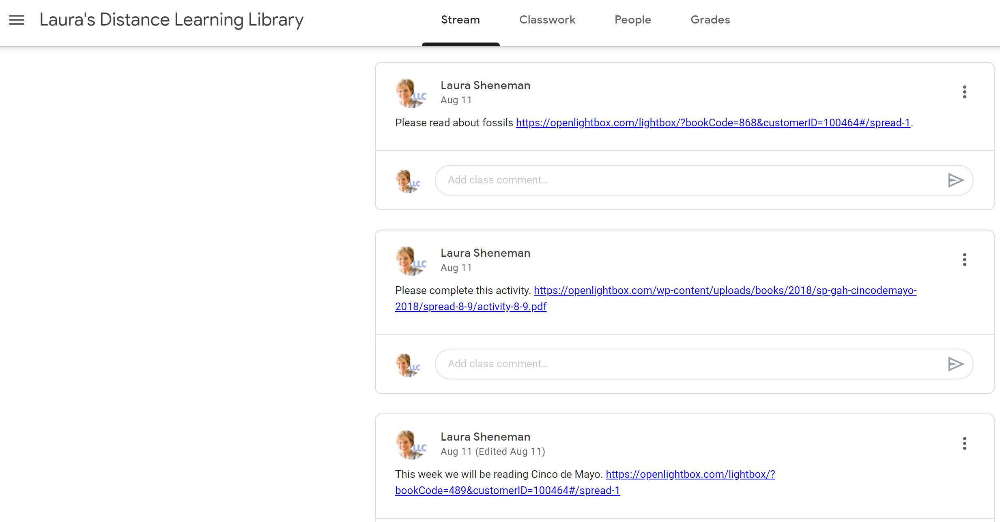 Laura's Distance Learning Library
Stream
Classwork
People
Grades
Laura Sheneman
LLC
Aug 11
Please read about fossils https://openlightbox.com/lightbox/?bookCode=868&customerID=100464#/spread-1.
LLC
Add class comment...
Laura Sheneman
LLC
Aug 11
Please complete this activity. https://openlightbox.com/wp-content/uploads/books/2018/sp-gah-cincodemayo-
2018/spread-8-9/activity-8-9.pdf
LLC
Add class comment...
Laura Sheneman
LLC
Aug 11 (Edited Aug 11)
This week we will be reading Cinco de Mayo. https://openlightbox.com/lightbox/?
bookCode=489&customerID=100464#/spread-1